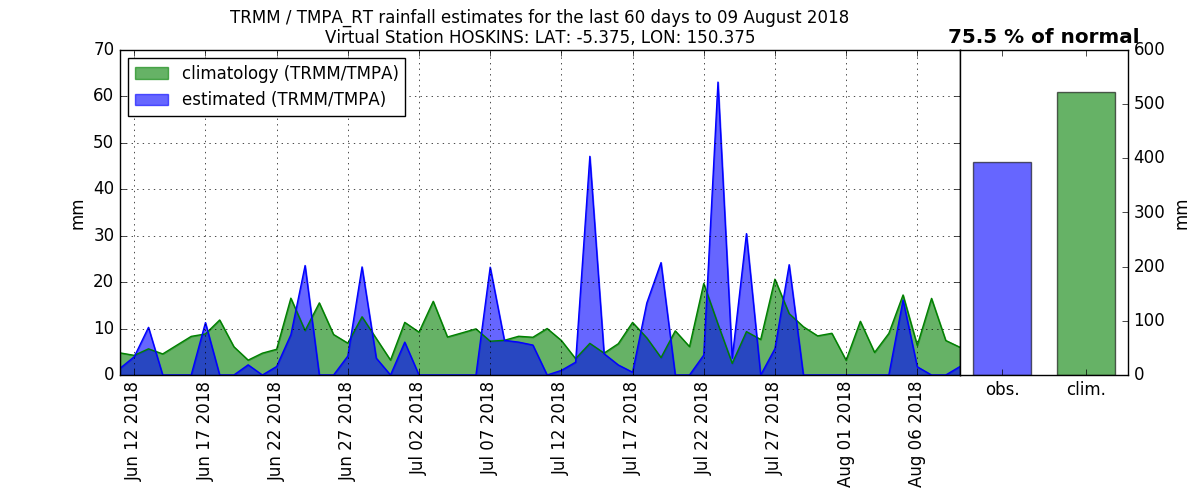 TRMM / TMPA_RT rainfall estimates for the last 60 days to 09 August 2018
Virtual Station HOSKINS: LAT: -5.375, LON: 150.375
75.5 % of normal
climatology (TRMM/TMPA)
estimated (TRMM/TMPA)
70
60
50
40
30
20
10
0
mm
Jun 12 2018
Jun 17 2018
Jun 22 2018
Jun 27 2018
Jul 02 2018
Jul 07 2018
Jul 12 2018
Jul 17 2018
Jul 22 2018
Jul 27 2018
Aug 01 2018
Aug 06 2018
obs.
clim.
600
500
400
300
200
100
0
mm